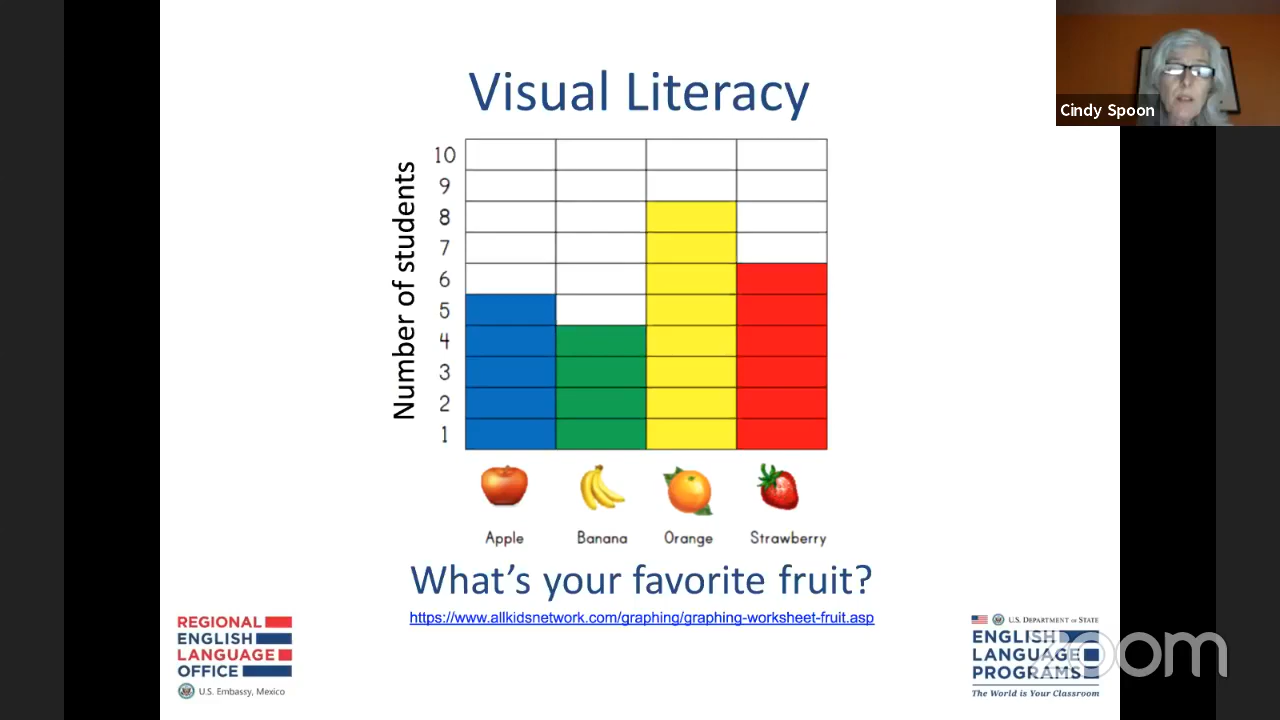 Visual Literacy
Cindy Spoon
Number of students
10
9
8
7
6
5
4
3
2
1
Apple Banana Orange Strawberry
What's your favorite fruit?
https://www.allkidsnetwork.com/graphing/graphing-worksheet-fruit.asp
REGIONAL
ENGLISH
LANGUAGE
OFFICE
U.S. Embassy, Mexico
U.S. DEPARTMENT OF STATE
ENGLISH
LANGUAGE
PROGRAMS
The World is Your Classroom
zoom